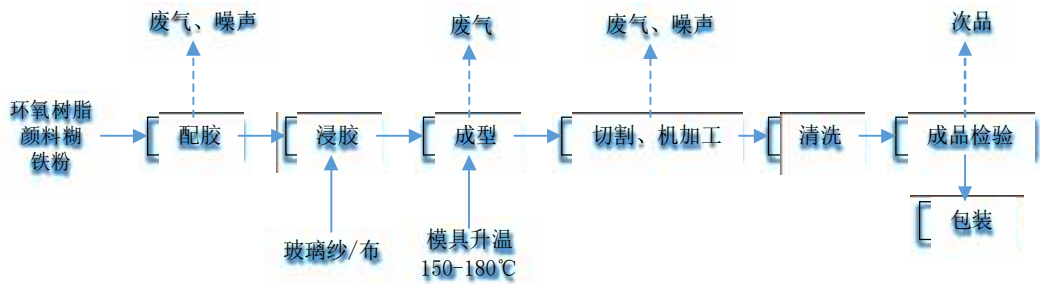 废气、噪声
废气
废气、噪声
次品
环氧树脂
颜料糊
铁粉
配胶
浸胶
成型
切割、机加工
清洗
成品检验
包装
玻璃纱/布
模具升温
150-180℃